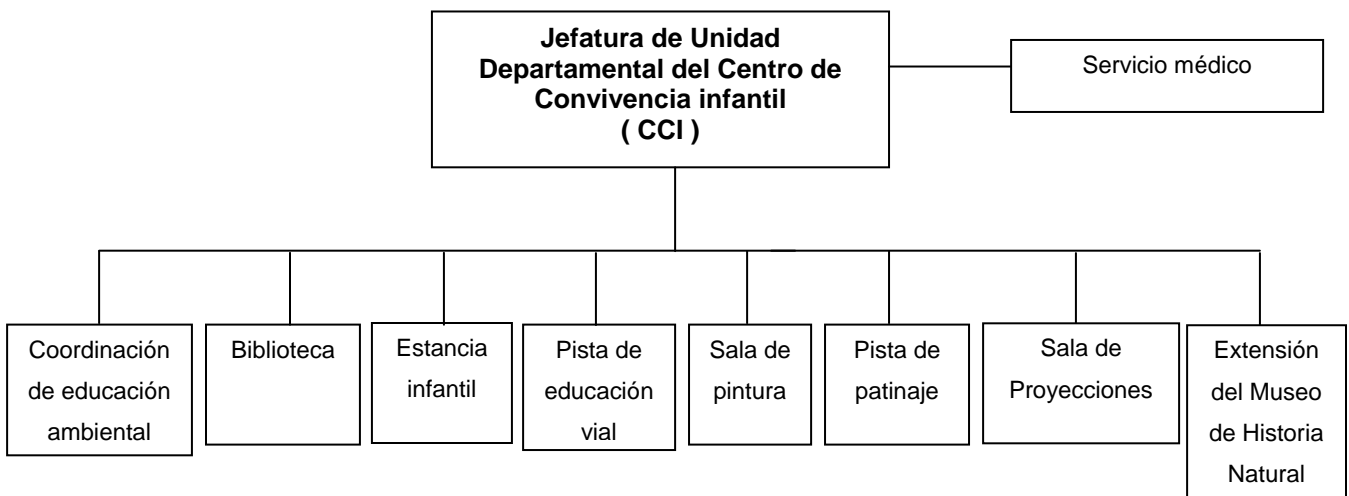 Jefatura de Unidad
Departamental del Centro de
Convivencia infantil
( CCI )
Servicio médico
Coordinación
de educación
ambiental
Biblioteca
Estancia
infantil
Pista de
educación
vial
Sala de
pintura
Pista de
patinaje
Sala de
Proyecciones
Extensión
del Museo
de Historia
Natural